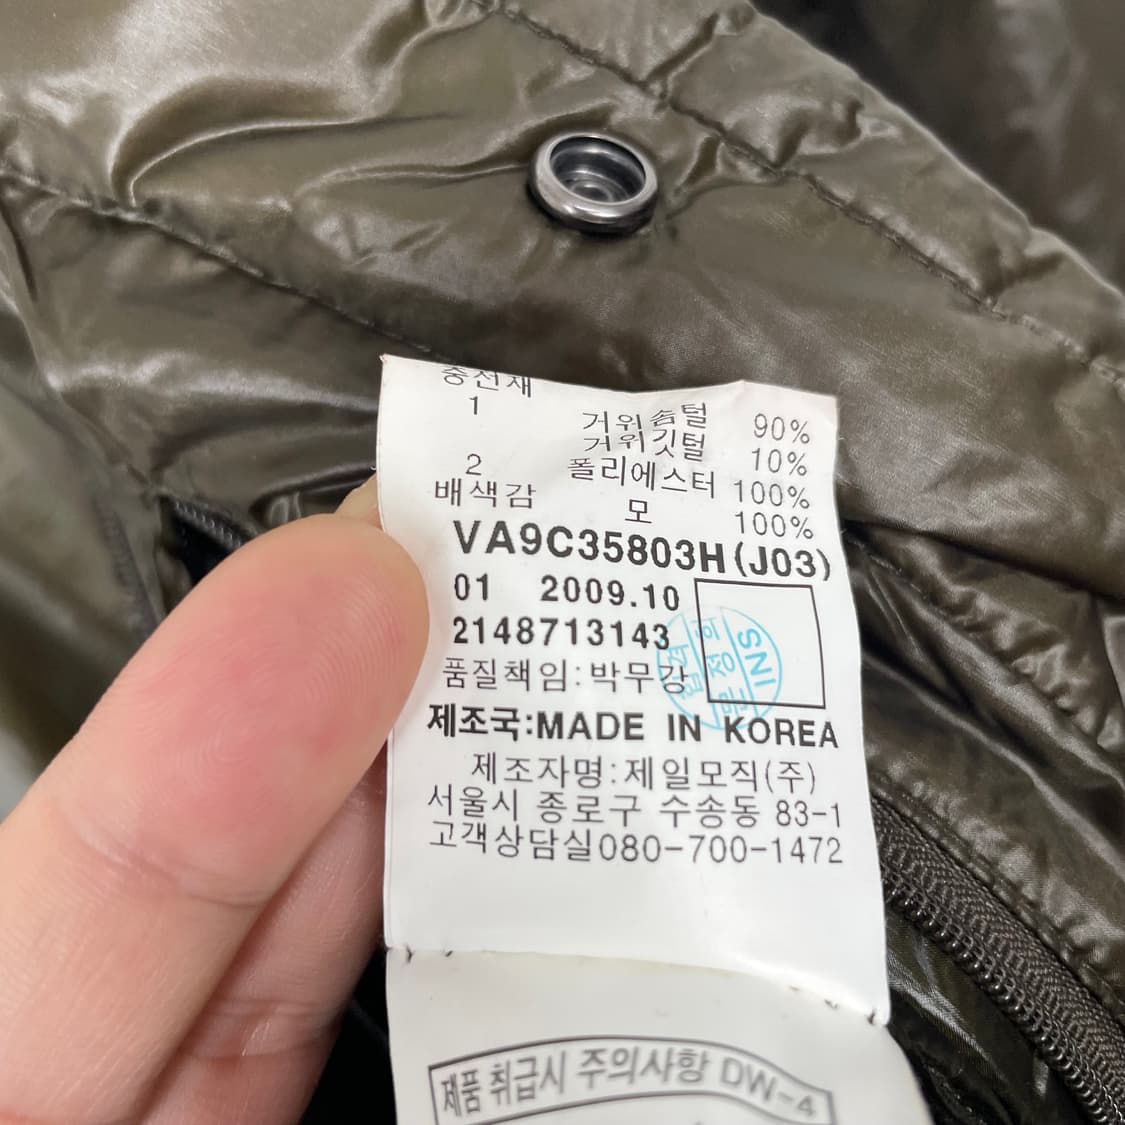 충전재
1 거위솜털 90%
거위깃털 10%
2 폴리에스터 100%
배색감 모 100%
VA9C35803H(J03)
01 2009.10
2148713143
품질책임:박무강
INS
제조국:MADE IN KOREA
제조자명:제일모직(주)
서울시 종로구 수송동 83-1
고객상담실080-700-1472
제품 취급시 주의사항 DW-4